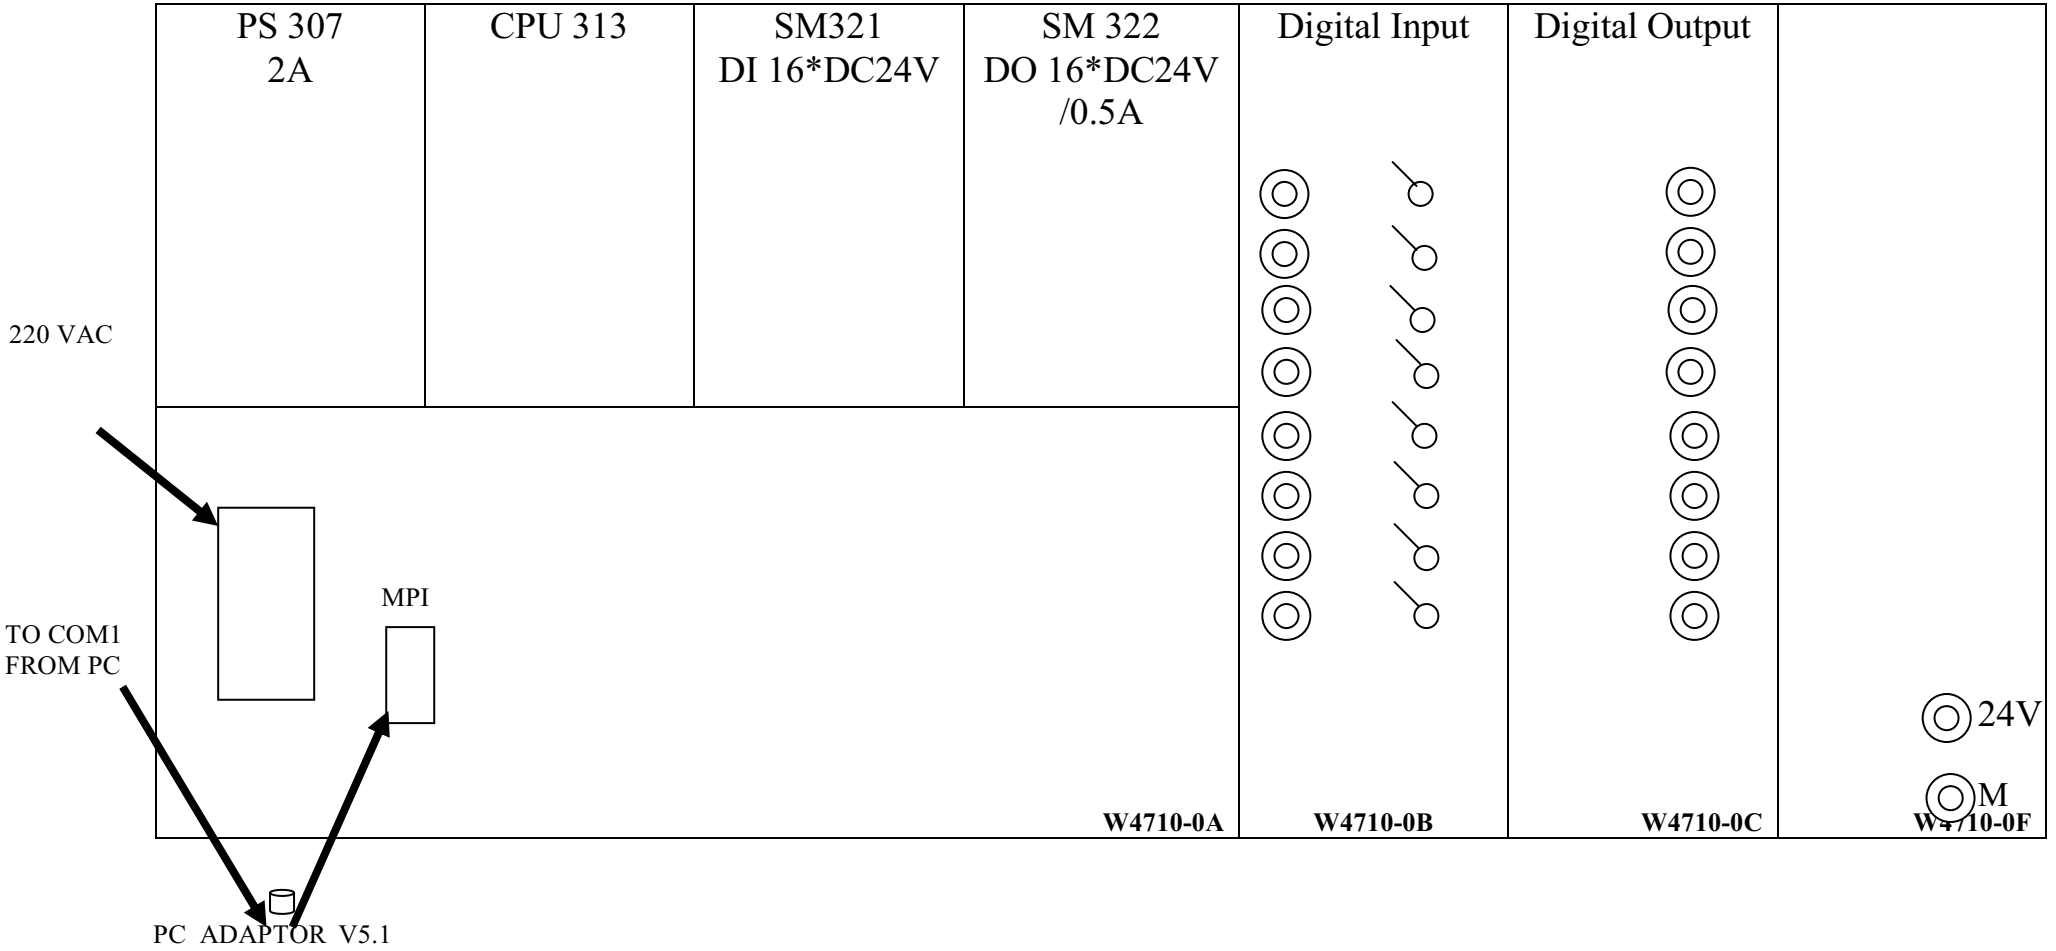 PS 307
2A
CPU 313
SM321
DI 16*DC24V
SM 322
DO 16*DC24V
/0.5A
Digital Input
Digital Output
220 VAC
MPI
TO COM1
FROM PC
24V
M
W4710-0A
W4710-0B
W4710-0C
W4710-0F
PC ADAPTOR V5.1